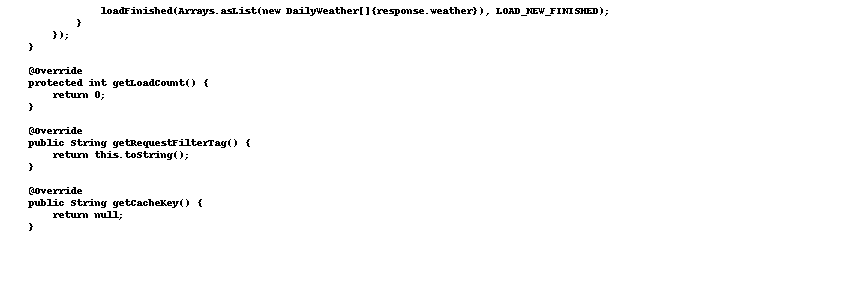 loadFinished(Arrays.asList(new DailyWeather[]{response.weather}), LOAD_NEW_FINISHED);
}
});
}
@Override
protected int getLoadCount() {
return 0;
}
@Override
public String getRequestFilterTag() {
return this.toString();
}
@Override
public String getCacheKey() {
return null;
}